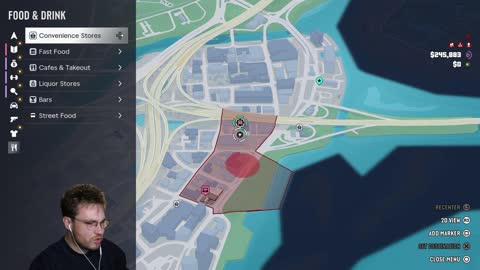 FOOD & DRINK
Convenience Stores
Fast Food
Cafes & Takeout
Liquor Stores
Bars
Street Food
$245,883
$0
RECENTER
2D VIEW
ADD MARKER
SET DESTINATION
CLOSE MENU